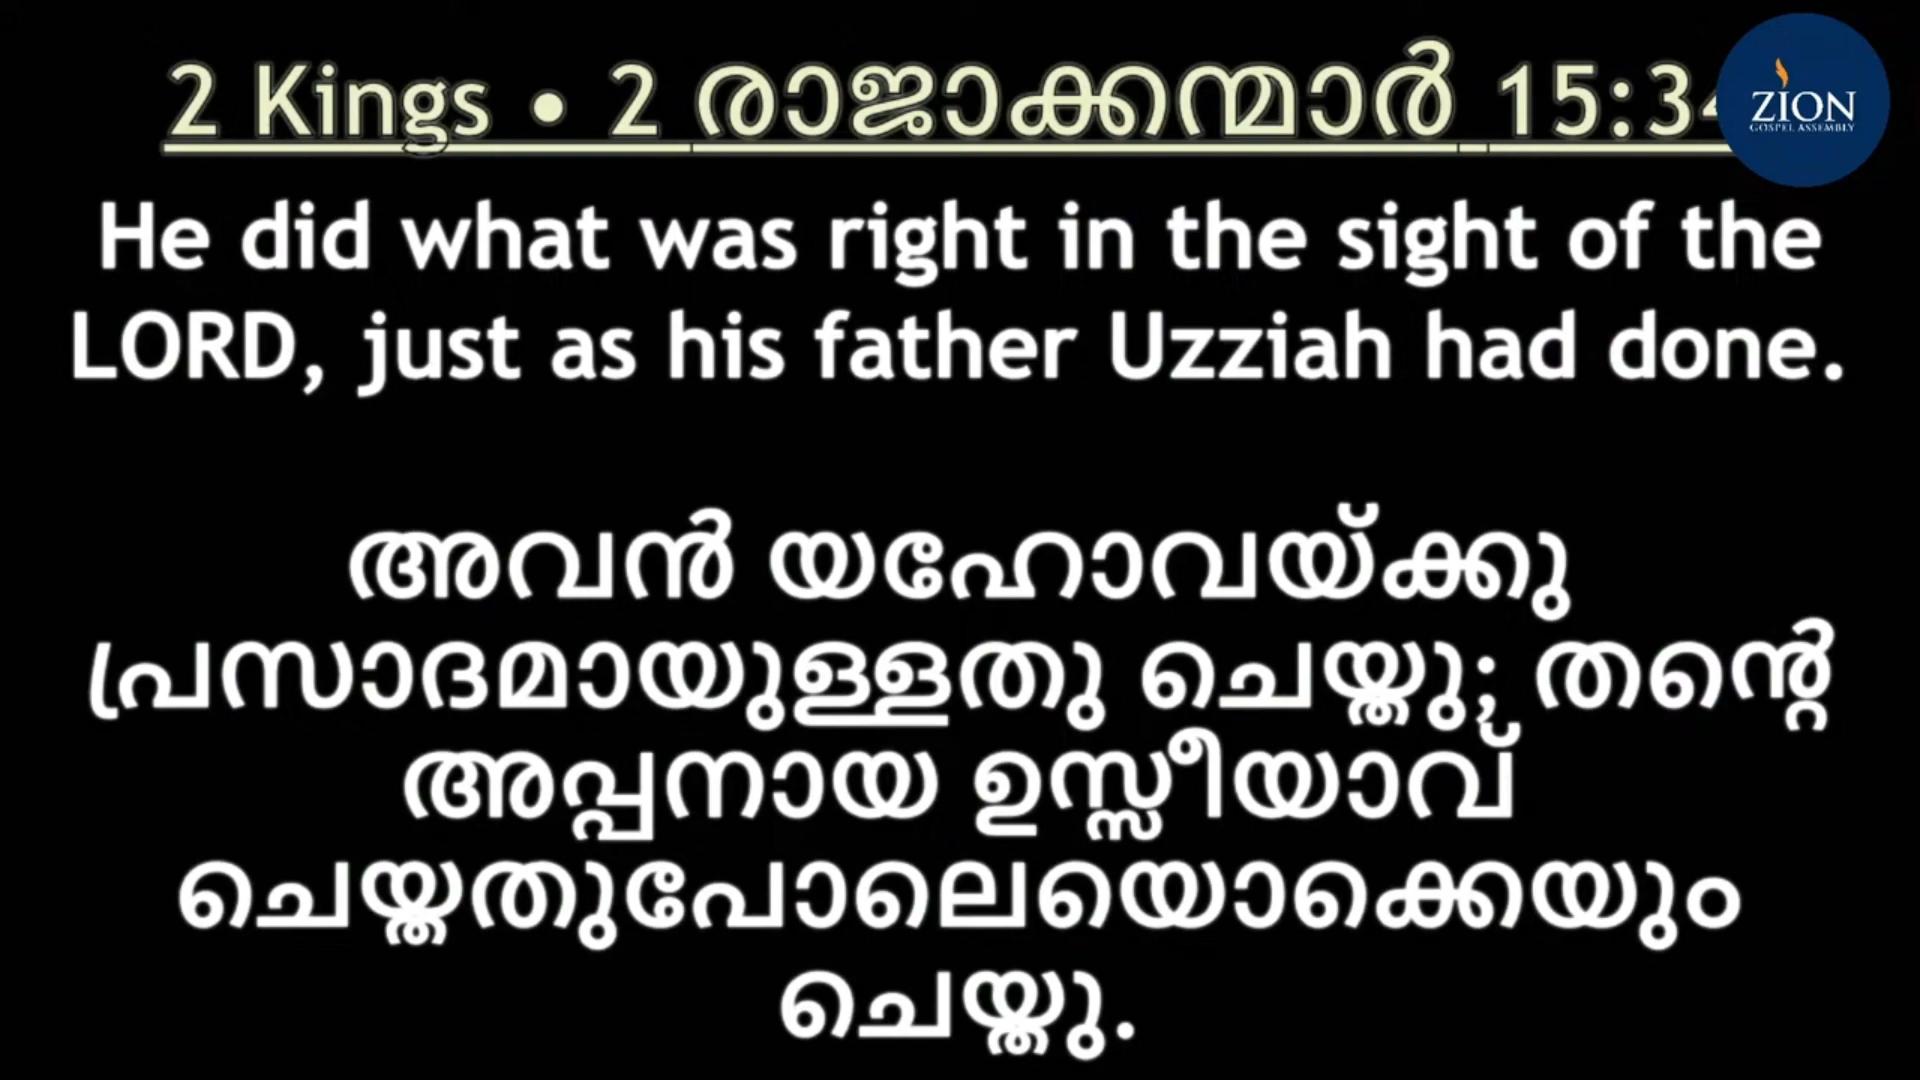 2 Kings • 2 രാജാക്കന്മാർ 15:34
ZION
GOSPEL ASSEMBLY
He did what was right in the sight of the
LORD, just as his father Uzziah had done.
അവൻ യഹോവയ്ക്കു
പ്രസാദമായുള്ളതു ചെയ്തു; തന്റെ
അപ്പനായ ഉസ്സീയാവ്
ചെയ്തതുപോലെയൊക്കെയും
ചെയ്തു.